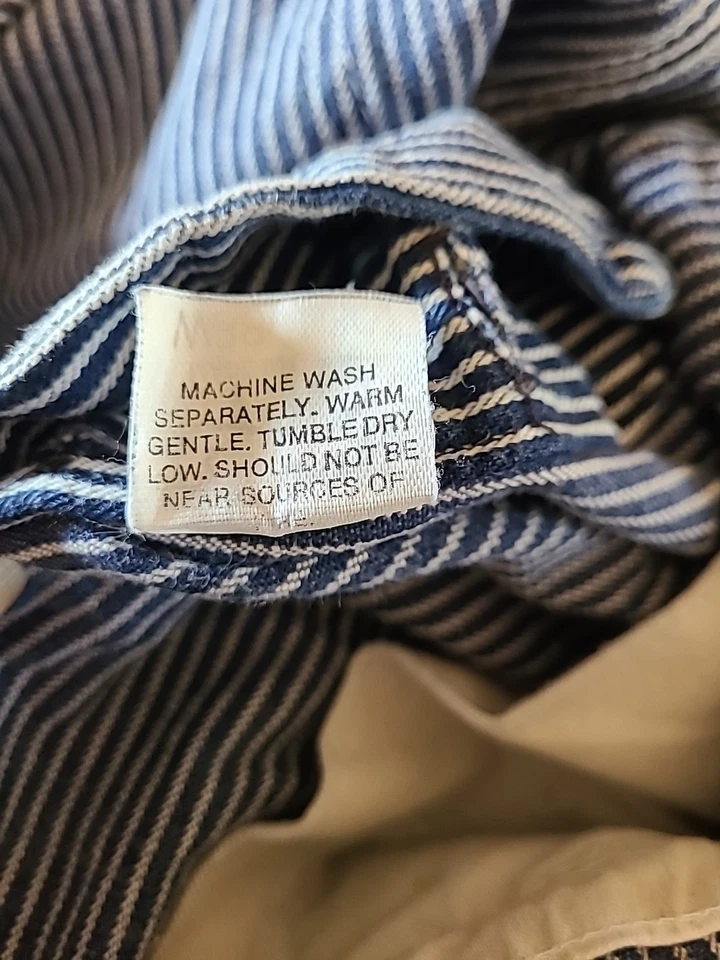 MACHINE WASH
SEPARATELY. WARM
GENTLE. TUMBLE DRY
LOW. SHOULD NOT BE
NEAR SOURCES OF